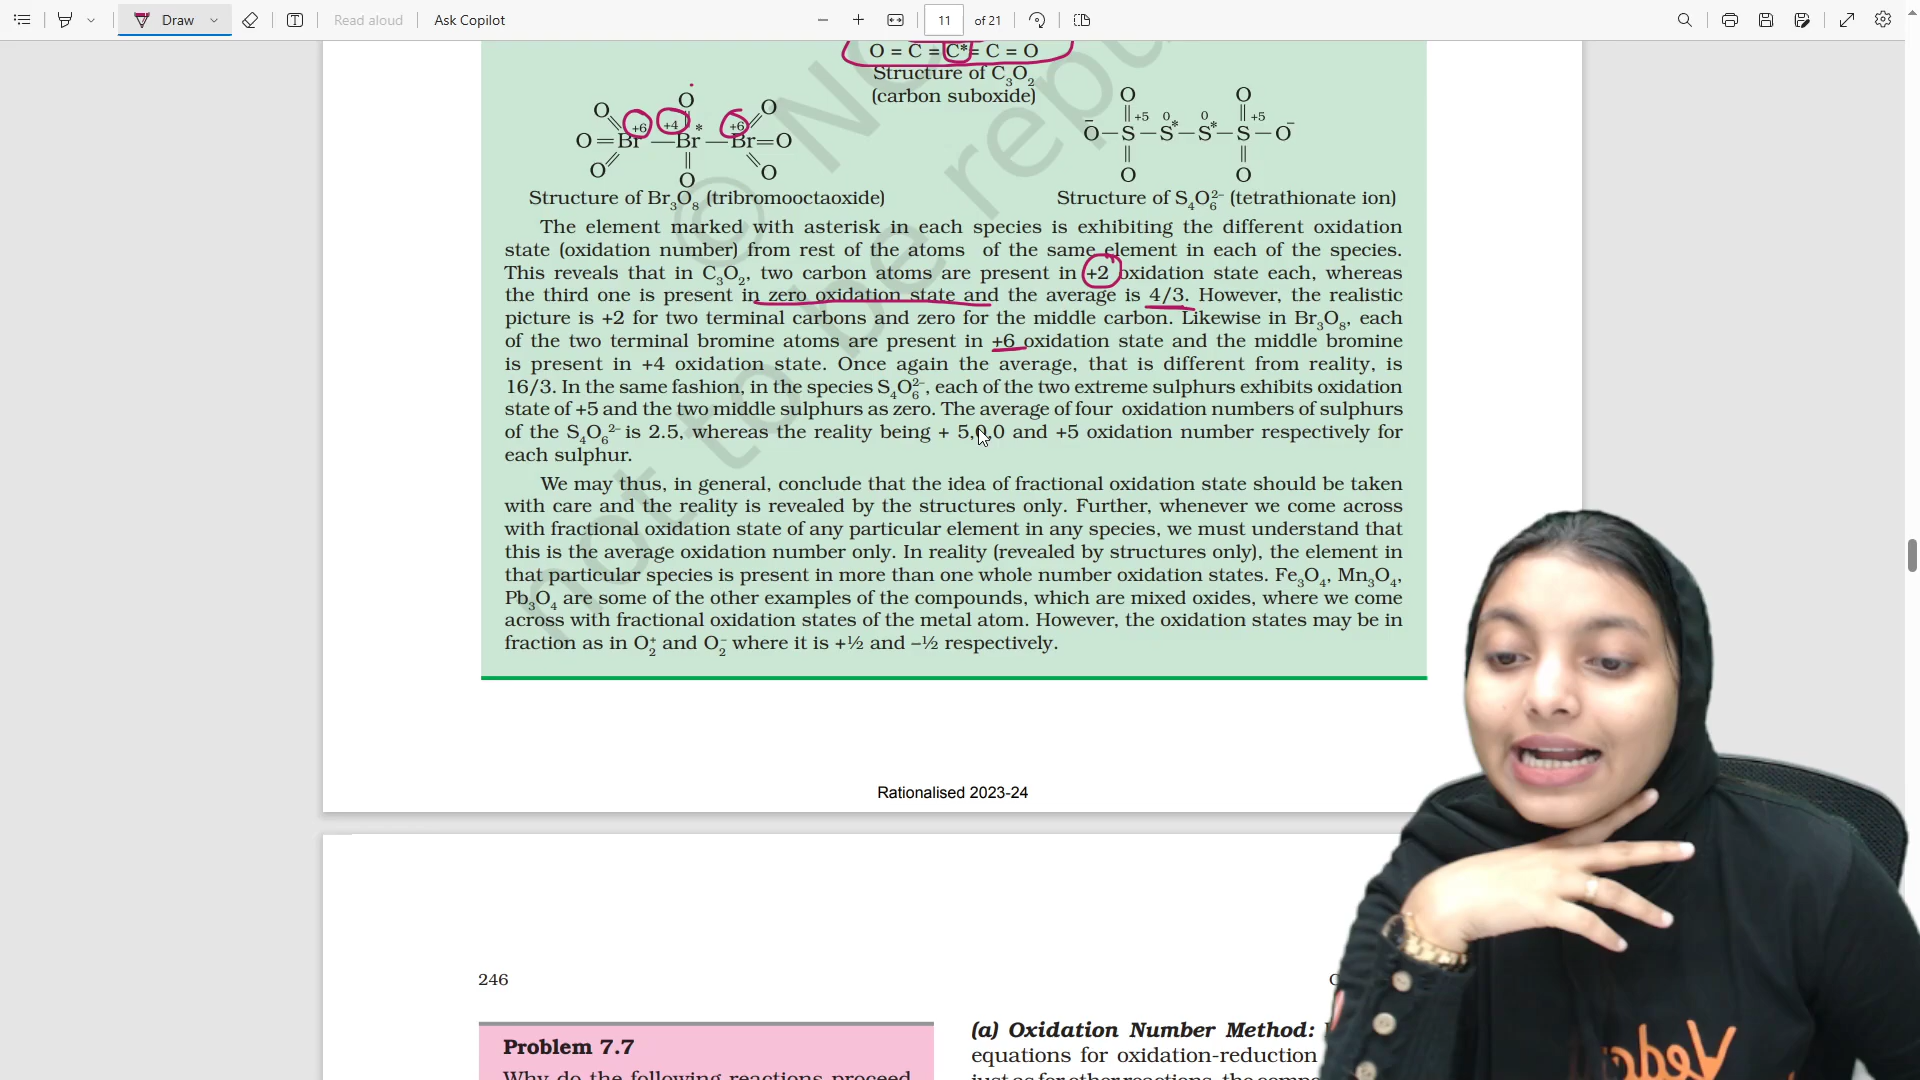 Draw
Read aloud
Ask Copilot
11
of 21
O = C = C* = C = O
Structure of C₃O₂
(carbon suboxide)
O O O
+6 +4 * +6
O = Br — Br — Br = O
O O O
Structure of Br₃O₈ (tribromooctaoxide)
O O
+5 0 0 +5
⁻O — S — S* — S* — S — O⁻
O O
Structure of S₄O₆²⁻ (tetrathionate ion)
The element marked with asterisk in each species is exhibiting the different oxidation
state (oxidation number) from rest of the atoms of the same element in each of the species.
This reveals that in C₃O₂, two carbon atoms are present in +2 oxidation state each, whereas
the third one is present in zero oxidation state and the average is 4/3. However, the realistic
picture is +2 for two terminal carbons and zero for the middle carbon. Likewise in Br₃O₈, each
of the two terminal bromine atoms are present in +6 oxidation state and the middle bromine
is present in +4 oxidation state. Once again the average, that is different from reality, is
16/3. In the same fashion, in the species S₄O₆²⁻, each of the two extreme sulphurs exhibits oxidation
state of +5 and the two middle sulphurs as zero. The average of four oxidation numbers of sulphurs
of the S₄O₆²⁻ is 2.5, whereas the reality being + 5,0,0 and +5 oxidation number respectively for
each sulphur.
We may thus, in general, conclude that the idea of fractional oxidation state should be taken
with care and the reality is revealed by the structures only. Further, whenever we come across
with fractional oxidation state of any particular element in any species, we must understand that
this is the average oxidation number only. In reality (revealed by structures only), the element in
that particular species is present in more than one whole number oxidation states. Fe₃O₄, Mn₃O₄,
Pb₃O₄ are some of the other examples of the compounds, which are mixed oxides, where we come
across with fractional oxidation states of the metal atom. However, the oxidation states may be in
fraction as in O₂⁺ and O₂⁻ where it is +½ and –½ respectively.
not to be repu
© NC
Rationalised 2023-24
246
Problem 7.7
Why do the following reactions proceed
(a) Oxidation Number Method:
equations for oxidation-reduction